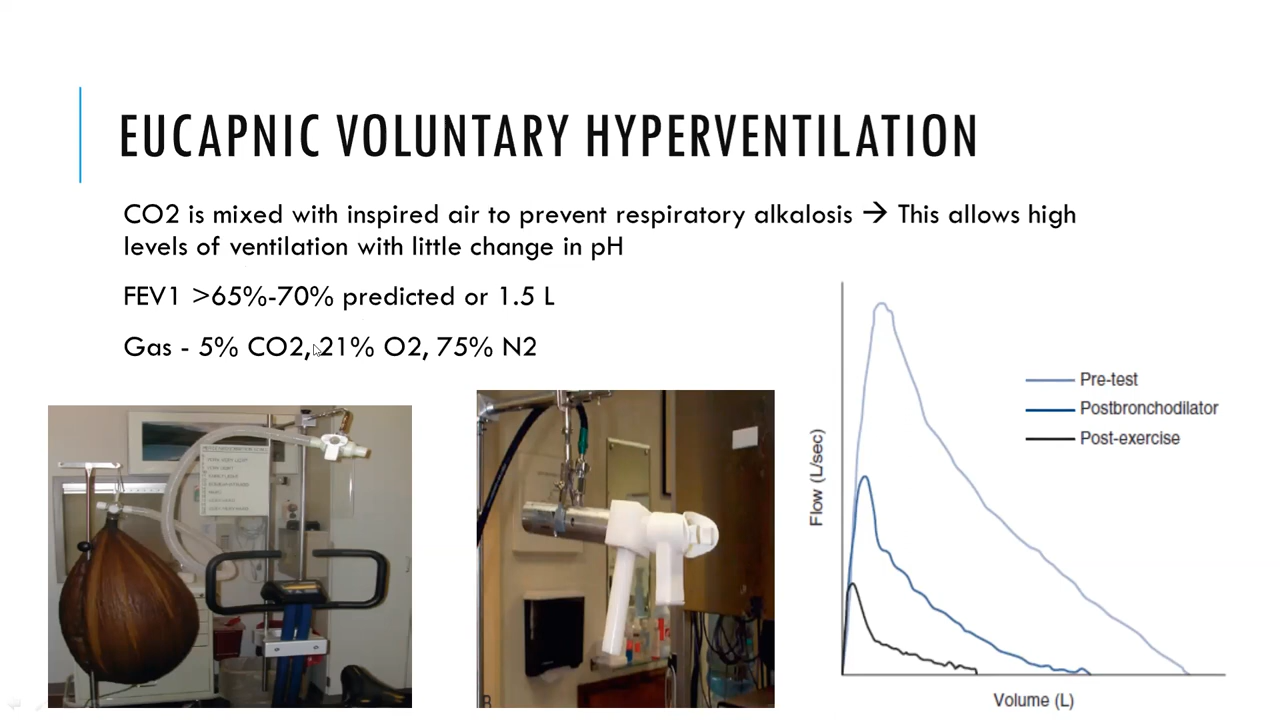 EUCAPNIC VOLUNTARY HYPERVENTILATION
CO2 is mixed with inspired air to prevent respiratory alkalosis → This allows high
levels of ventilation with little change in pH
FEV1 >65%-70% predicted or 1.5 L
Gas - 5% CO2, 21% O2, 75% N2
Pre-test
Postbronchodilator
Post-exercise
Flow (L/sec)
Volume (L)